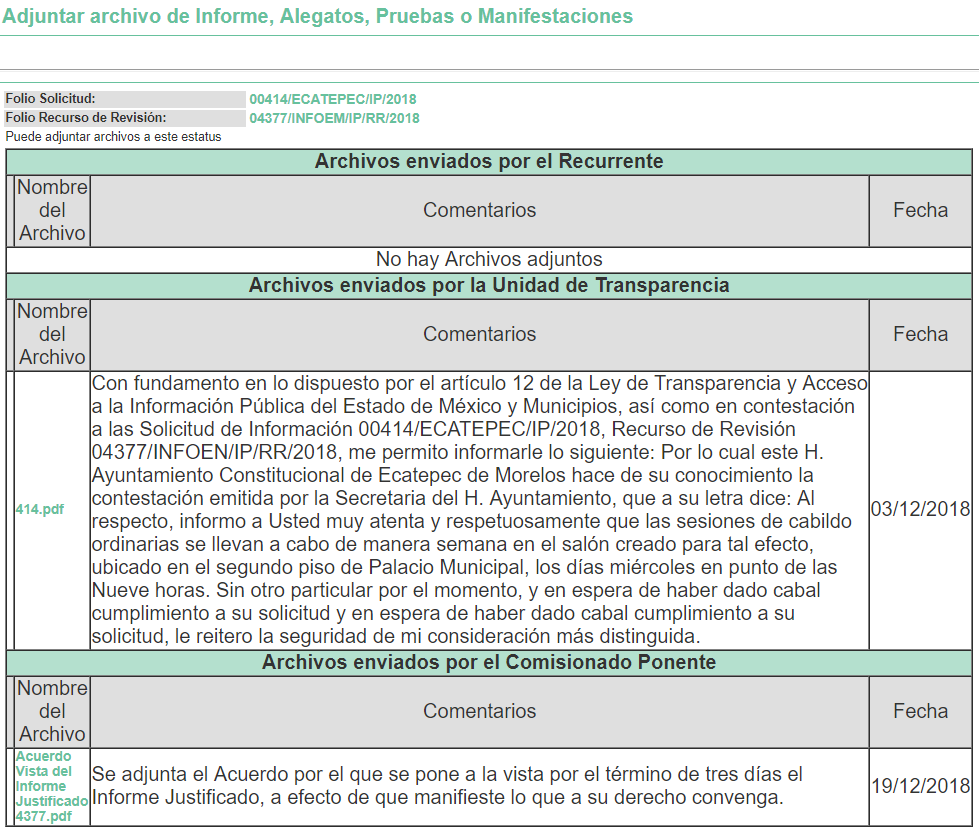 Adjuntar archivo de Informe, Alegatos, Pruebas o Manifestaciones
Folio Solicitud: 00414/ECATEPEC/IP/2018
Folio Recurso de Revisión: 04377/INFOEM/IP/RR/2018
Puede adjuntar archivos a este estatus
Archivos enviados por el Recurrente
Nombre
del
Archivo
Comentarios
Fecha
No hay Archivos adjuntos
Archivos enviados por la Unidad de Transparencia
Nombre
del
Archivo
Comentarios
Fecha
414.pdf
Con fundamento en lo dispuesto por el artículo 12 de la Ley de Transparencia y Acceso
a la Información Pública del Estado de México y Municipios, así como en contestación
a las Solicitud de Información 00414/ECATEPEC/IP/2018, Recurso de Revisión
04377/INFOEN/IP/RR/2018, me permito informarle lo siguiente: Por lo cual este H.
Ayuntamiento Constitucional de Ecatepec de Morelos hace de su conocimiento la
contestación emitida por la Secretaria del H. Ayuntamiento, que a su letra dice: Al
respecto, informo a Usted muy atenta y respetuosamente que las sesiones de cabildo
ordinarias se llevan a cabo de manera semana en el salón creado para tal efecto,
ubicado en el segundo piso de Palacio Municipal, los días miércoles en punto de las
Nueve horas. Sin otro particular por el momento, y en espera de haber dado cabal
cumplimiento a su solicitud y en espera de haber dado cabal cumplimiento a su
solicitud, le reitero la seguridad de mi consideración más distinguida.
03/12/2018
Archivos enviados por el Comisionado Ponente
Nombre
del
Archivo
Comentarios
Fecha
Acuerdo
Vista del
Informe
Justificado
4377.pdf
Se adjunta el Acuerdo por el que se pone a la vista por el término de tres días el
Informe Justificado, a efecto de que manifieste lo que a su derecho convenga.
19/12/2018